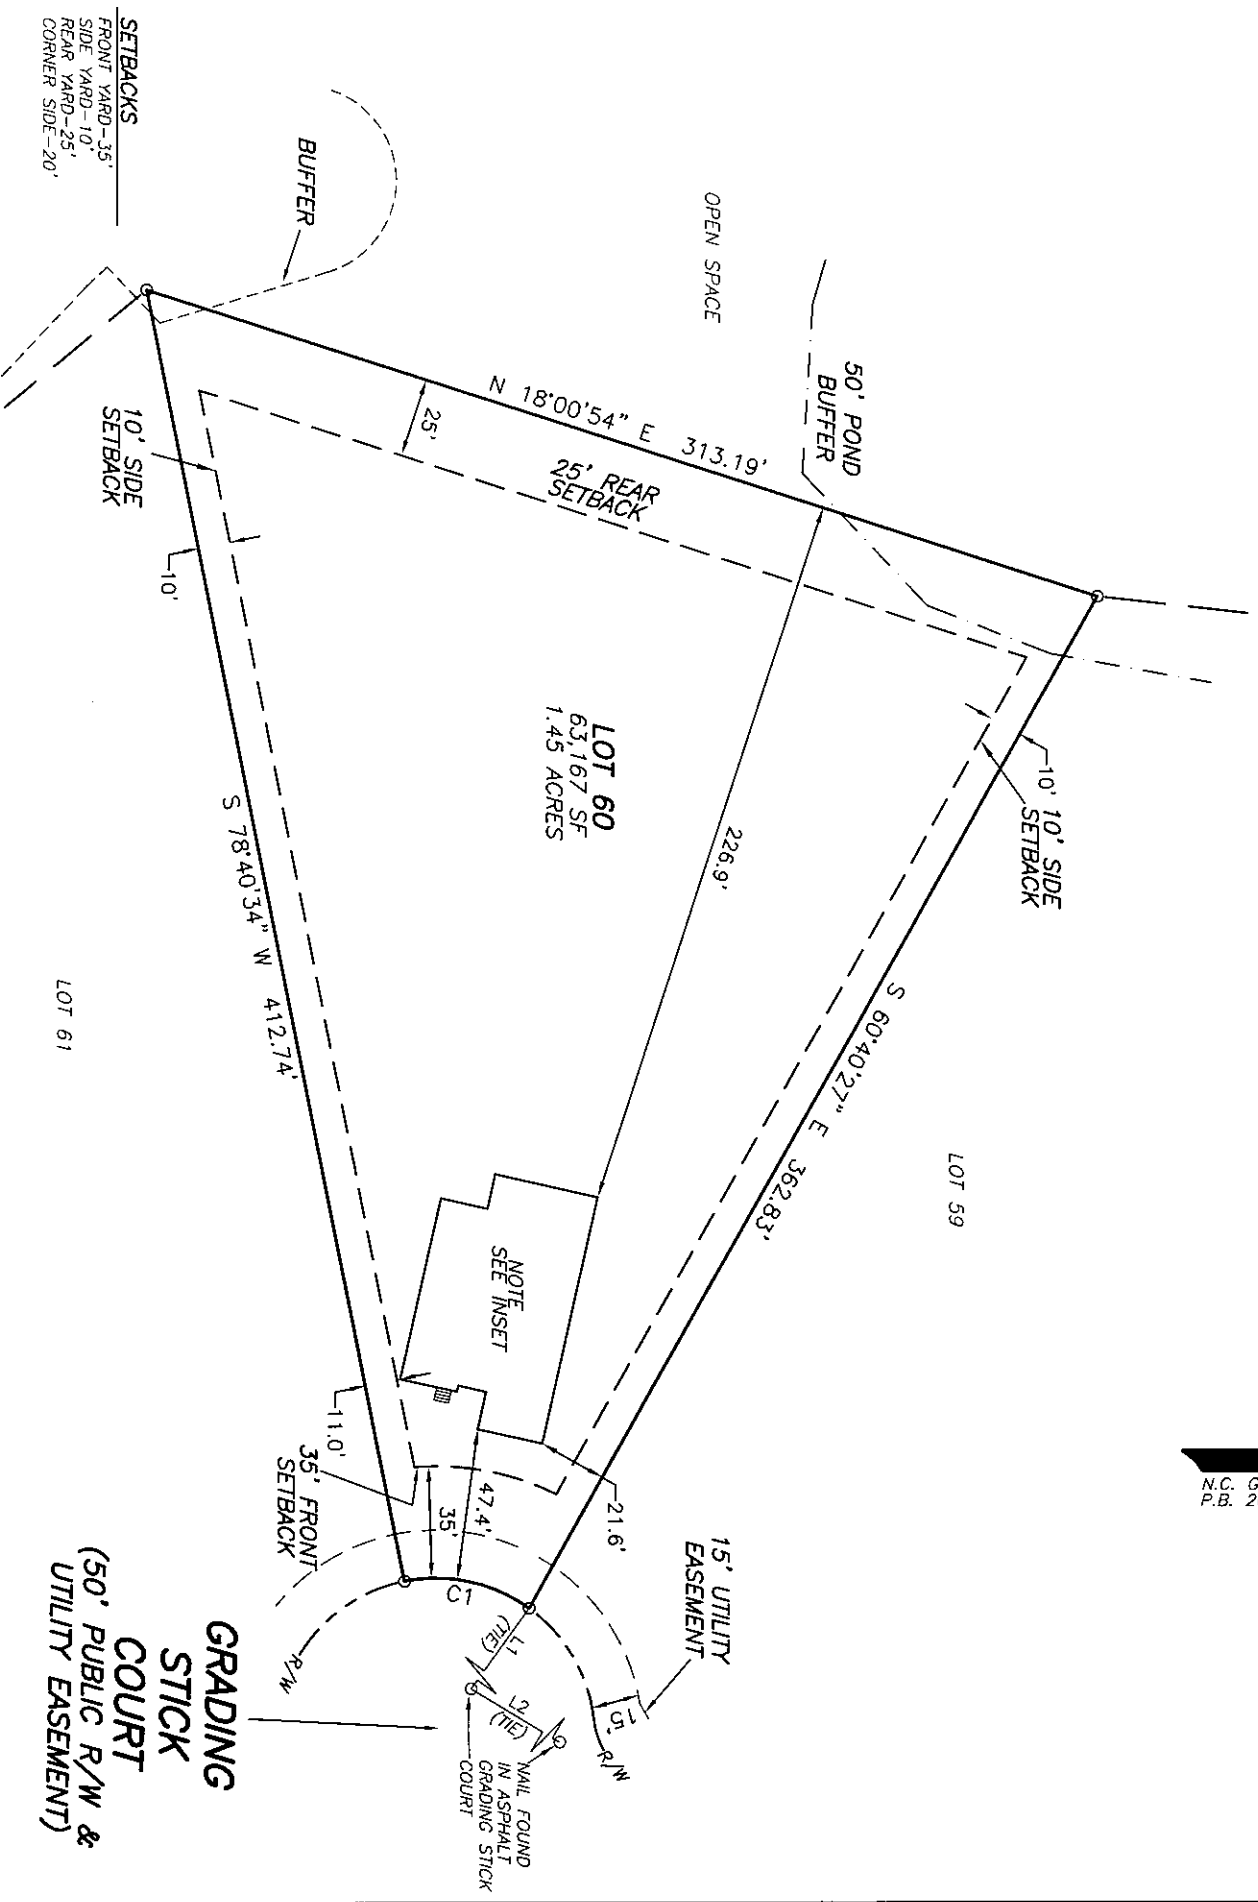 SETBACKS
FRONT YARD-35'
SIDE YARD-10'
REAR YARD-25'
CORNER SIDE-20'
BUFFER
OPEN SPACE
50' POND
BUFFER
N 18°00'54" E 313.19'
25'
25' REAR
SETBACK
10' SIDE
SETBACK
10'
10'
10' SIDE
SETBACK
LOT 60
63,167 SF
1.45 ACRES
226.9'
S 78°40'34" W 412.74'
S 60°40'27" E 362.83'
LOT 61
LOT 59
NOTE
SEE INSET
11.0'
35' FRONT
SETBACK
47.4'
35'
21.6'
15' UTILITY
EASEMENT
C1
L1
(TIE)
L2
(TIE)
15'
R/W
R/W
NAIL FOUND
IN ASPHALT
GRADING STICK
COURT
GRADING
STICK
COURT
(50' PUBLIC R/W &
UTILITY EASEMENT)
N.C. G
P.B. 2